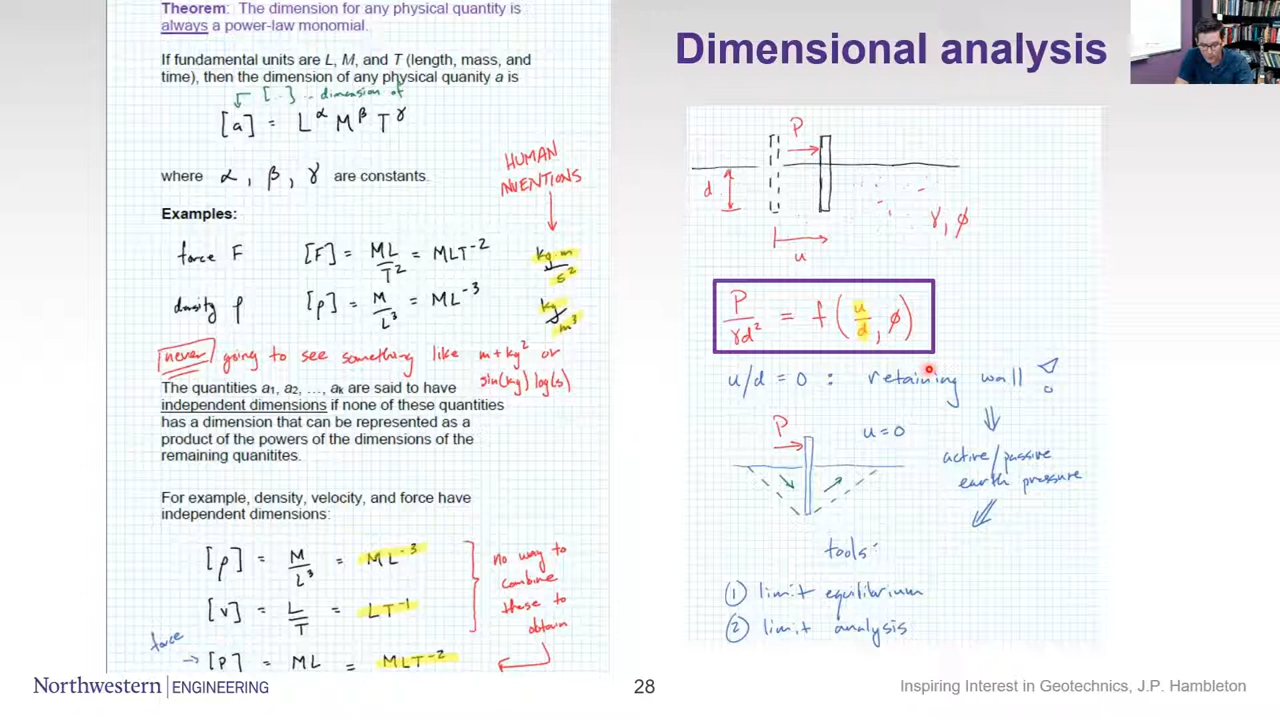 Theorem: The dimension for any physical quantity is
always a power-law monomial.
If fundamental units are L, M, and T (length, mass, and
time), then the dimension of any physical quanity a is
[..] - dimension of
[a] = L^α M^β T^γ
where α, β, γ are constants.
HUMAN
INVENTIONS
Examples:
force F [F] = ML/T² = MLT⁻² kg·m/s²
density ρ [ρ] = M/L³ = ML⁻³ kg/m³
never going to see something like m+kg² or
sin(kg) log(s)
The quantities a1, a2, …, ak are said to have
independent dimensions if none of these quantities
has a dimension that can be represented as a
product of the powers of the dimensions of the
remaining quanitites.
For example, density, velocity, and force have
independent dimensions:
[ρ] = M/L³ = ML⁻³
[v] = L/T = LT⁻¹
force
→ [P] = ML = MLT⁻²
no way to
combine
these to
obtain
Dimensional analysis
P
d
γ, φ
u
P/γd² = f(u/d, φ)
u/d = 0 : retaining wall
P
u=0
active/passive
earth pressure
tools:
① limit equilibrium
② limit analysis
Northwestern | ENGINEERING
28
Inspiring Interest in Geotechnics, J.P. Hambleton